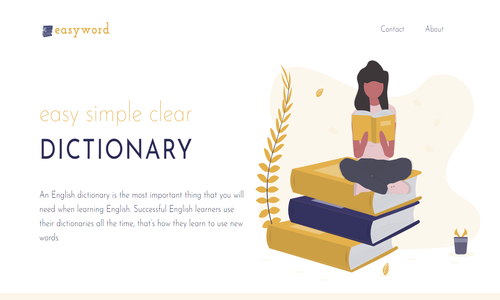 easyword
Contact
About
easy simple clear
DICTIONARY
An English dictionary is the most important thing that you will
need when learning English. Successful English learners use
their dictionaries all the time, that's how they learn to use new
words.